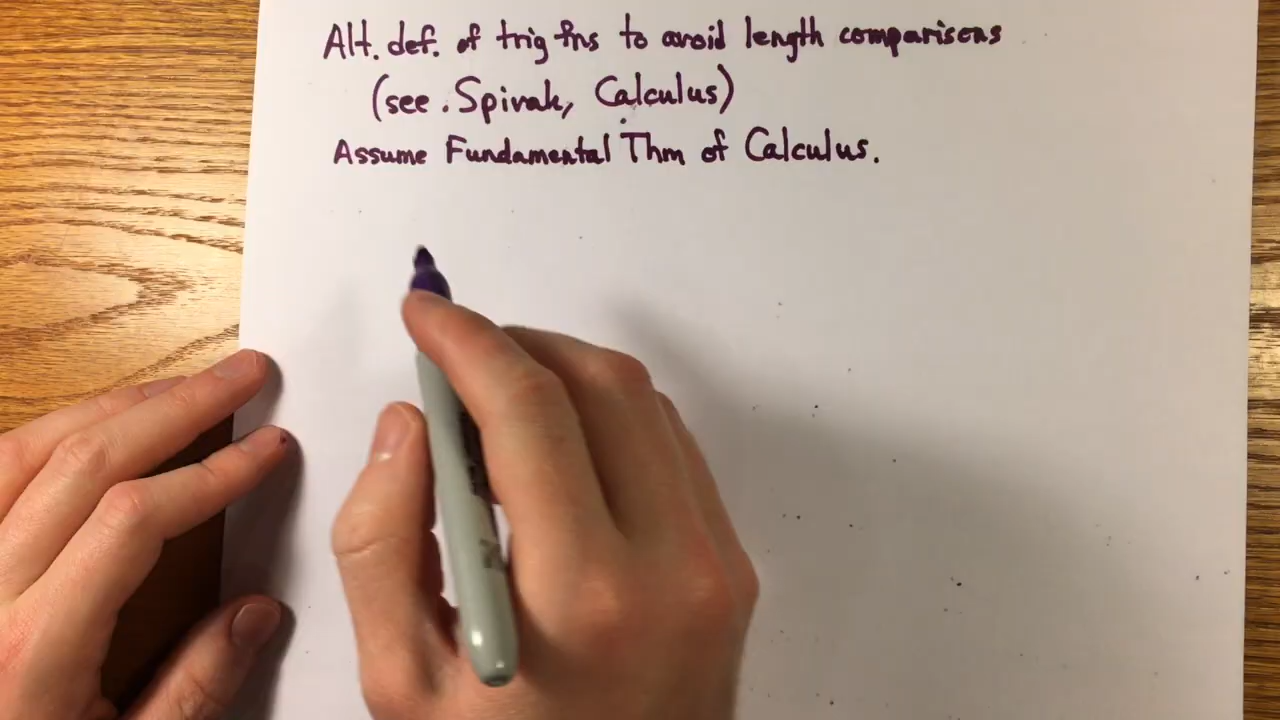 Alt. def. of trig fns to avoid length comparisons
(see Spivak, Calculus)
Assume Fundamental Thm of Calculus.